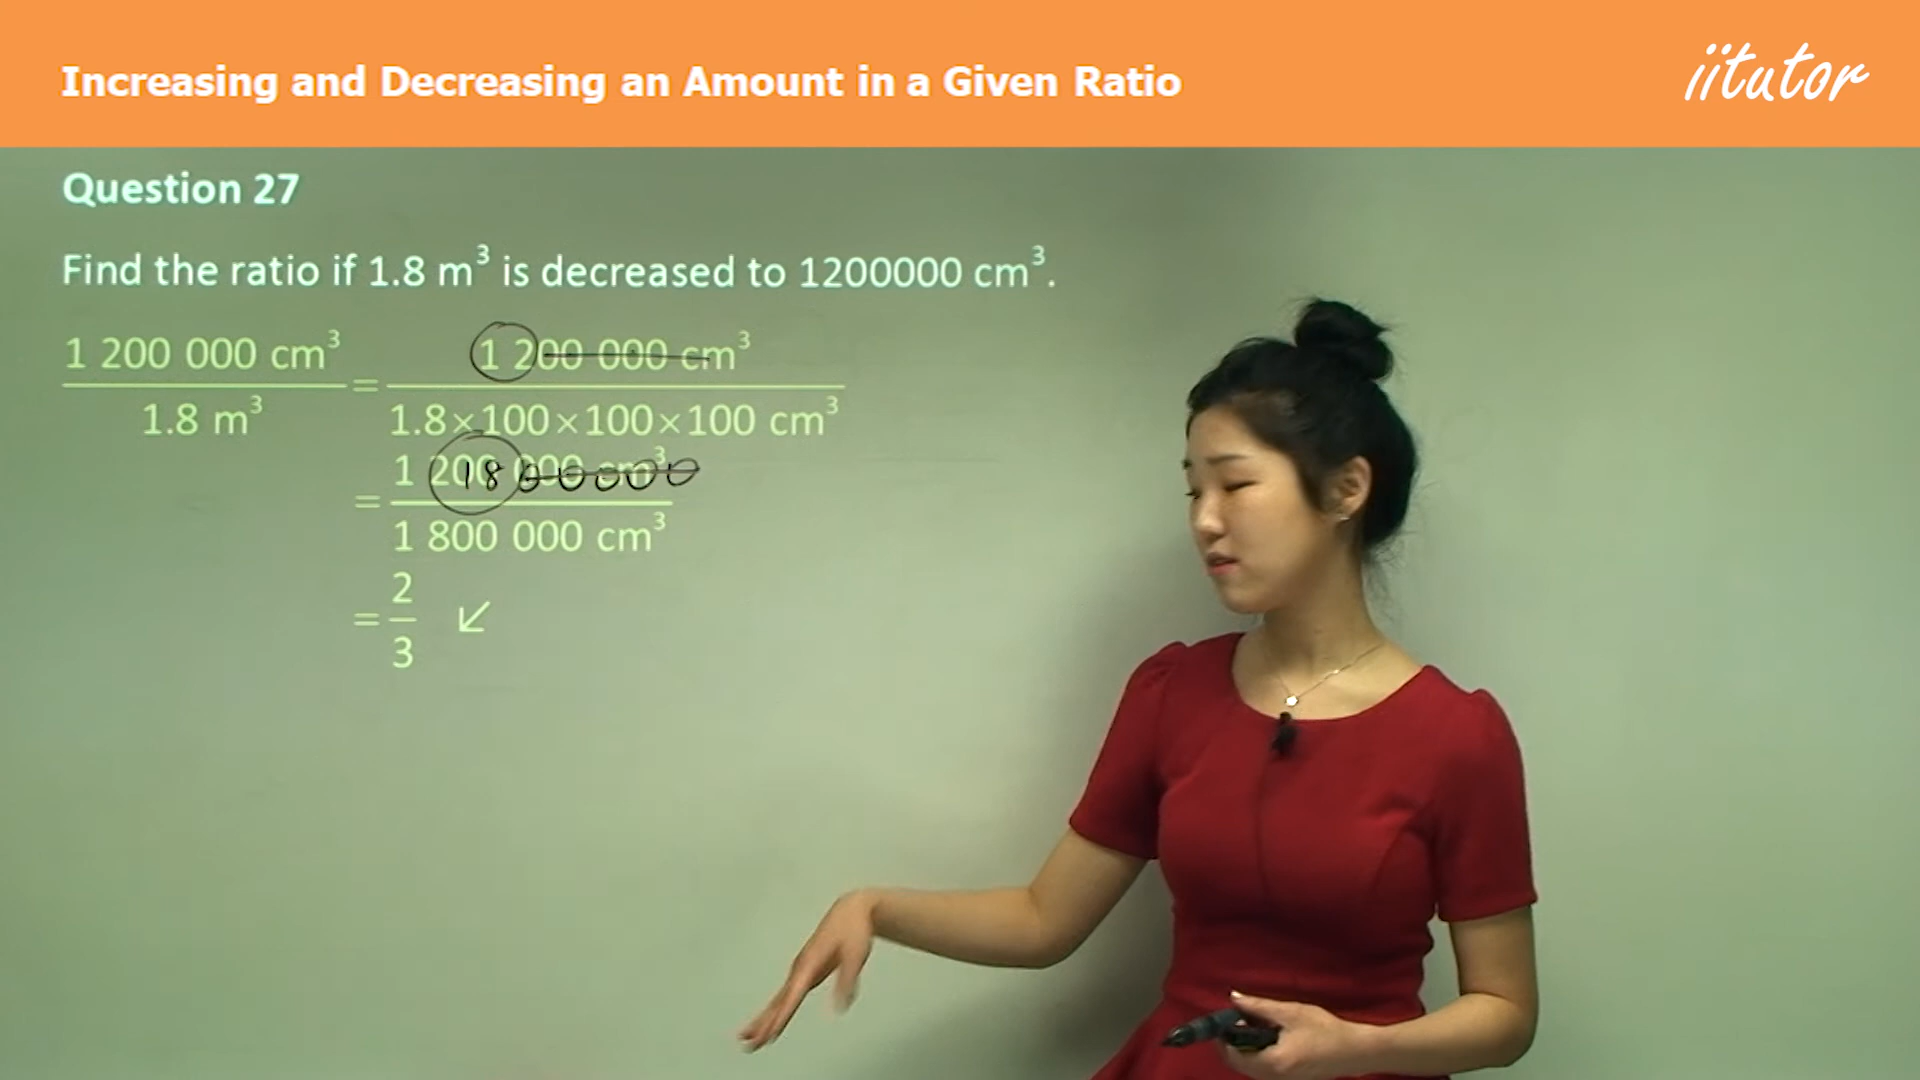 Increasing and Decreasing an Amount in a Given Ratio
iitutor
Question 27
Find the ratio if 1.8 m³ is decreased to 1200000 cm³.
1 200 000 cm³ / 1.8 m³ = 1 200 000 cm³ / 1.8×100×100×100 cm³
1800000
= 1 200 000 cm³ / 1 800 000 cm³
= 2/3 ↙